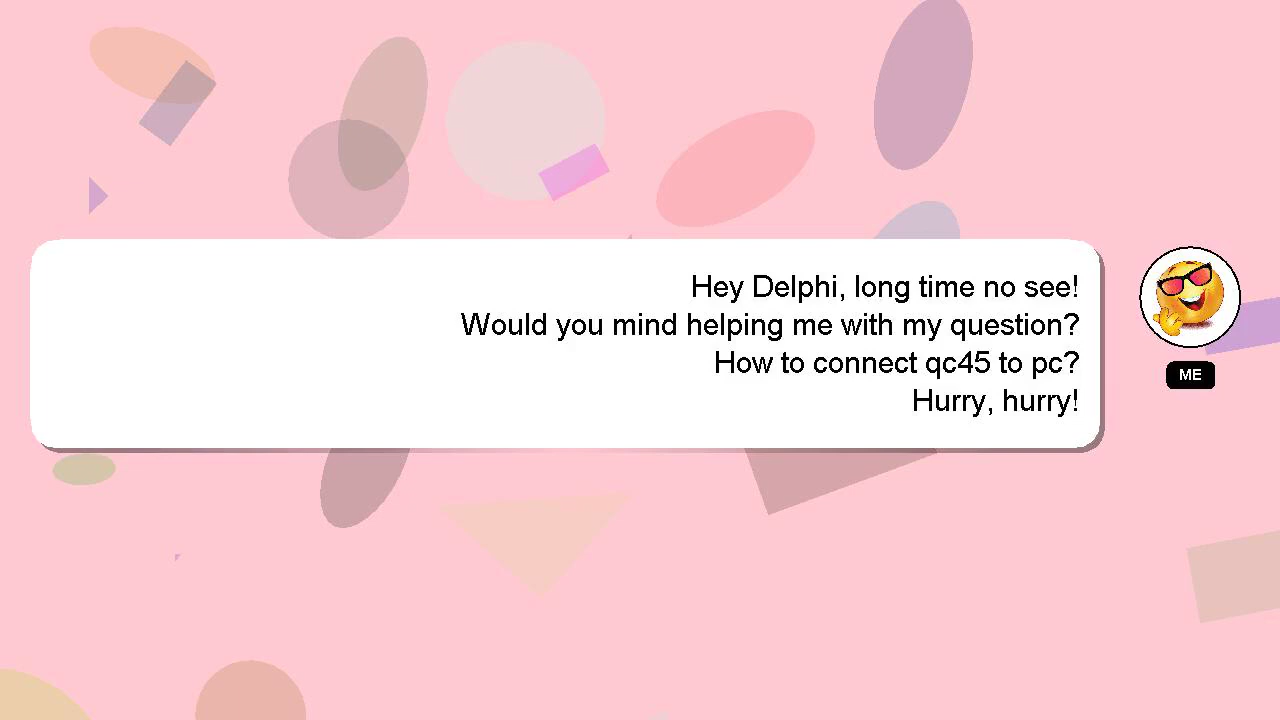 Hey Delphi, long time no see!
Would you mind helping me with my question?
How to connect qc45 to pc?
Hurry, hurry!
ME